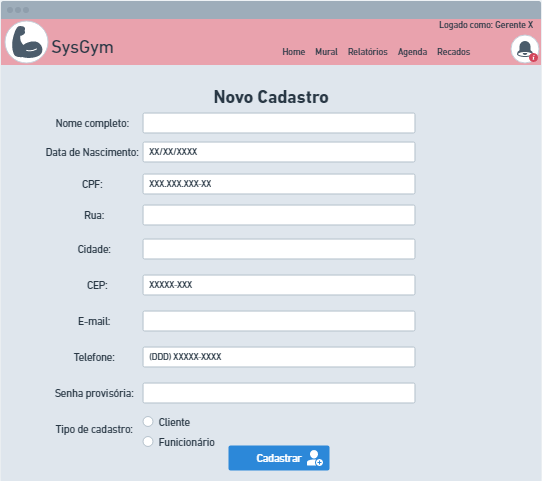 Logado como: Gerente X
SysGym
Home Mural Relatórios Agenda Recados
Novo Cadastro
Nome completo:
Data de Nascimento: XX/XX/XXXX
CPF: XXX.XXX.XXX-XX
Rua:
Cidade:
CEP: XXXXX-XXX
E-mail:
Telefone: (DDD) XXXXX-XXXX
Senha provisória:
Tipo de cadastro:
Cliente
Funicionário
Cadastrar